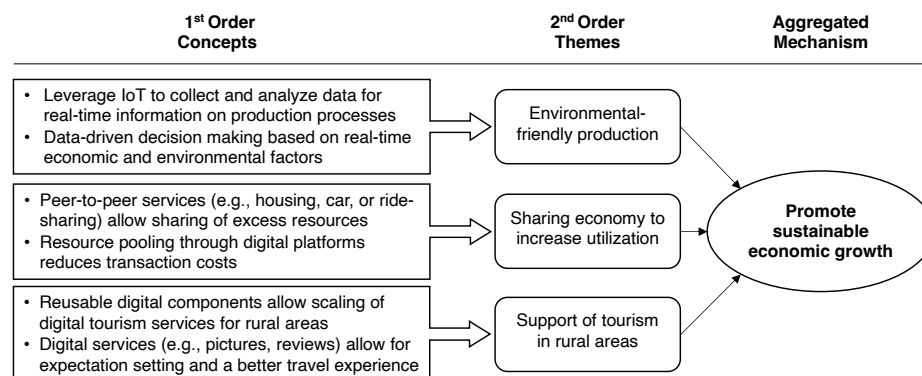 1st Order
Concepts
2nd Order
Themes
Aggregated
Mechanism
• Leverage IoT to collect and analyze data for
real-time information on production processes
• Data-driven decision making based on real-time
economic and environmental factors
Environmental-
friendly production
• Peer-to-peer services (e.g., housing, car, or ride-
sharing) allow sharing of excess resources
• Resource pooling through digital platforms
reduces transaction costs
Sharing economy to
increase utilization
Promote
sustainable
economic growth
• Reusable digital components allow scaling of
digital tourism services for rural areas
• Digital services (e.g., pictures, reviews) allow for
expectation setting and a better travel experience
Support of tourism
in rural areas